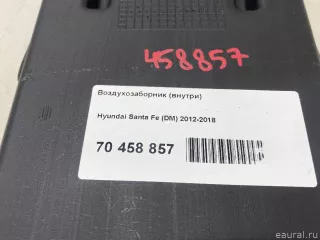 458857
Воздухозаборник (внутри)
Hyundai Santa Fe (DM) 2012-2018
70 458 857
eaural.ru